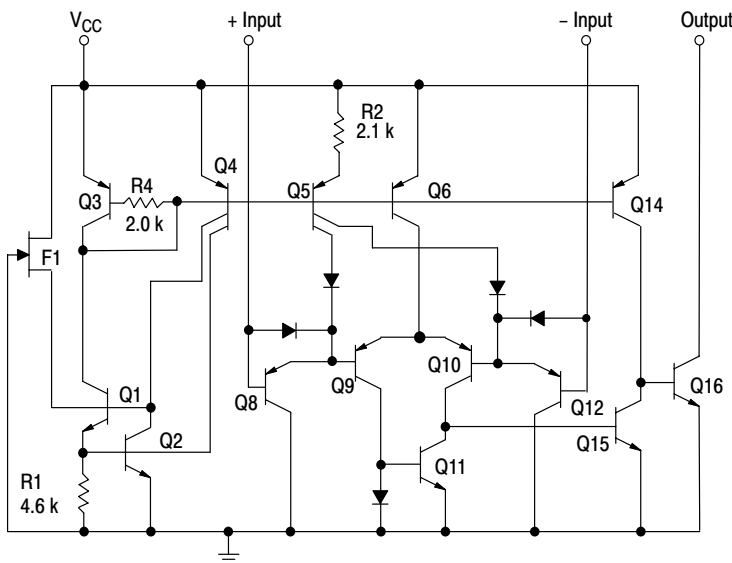 VCC
+ Input
– Input
Output
R2
2.1 k
Q4
Q3
R4
2.0 k
Q5
Q6
Q14
F1
Q1
Q8
Q9
Q10
Q12
Q16
Q2
Q15
Q11
R1
4.6 k